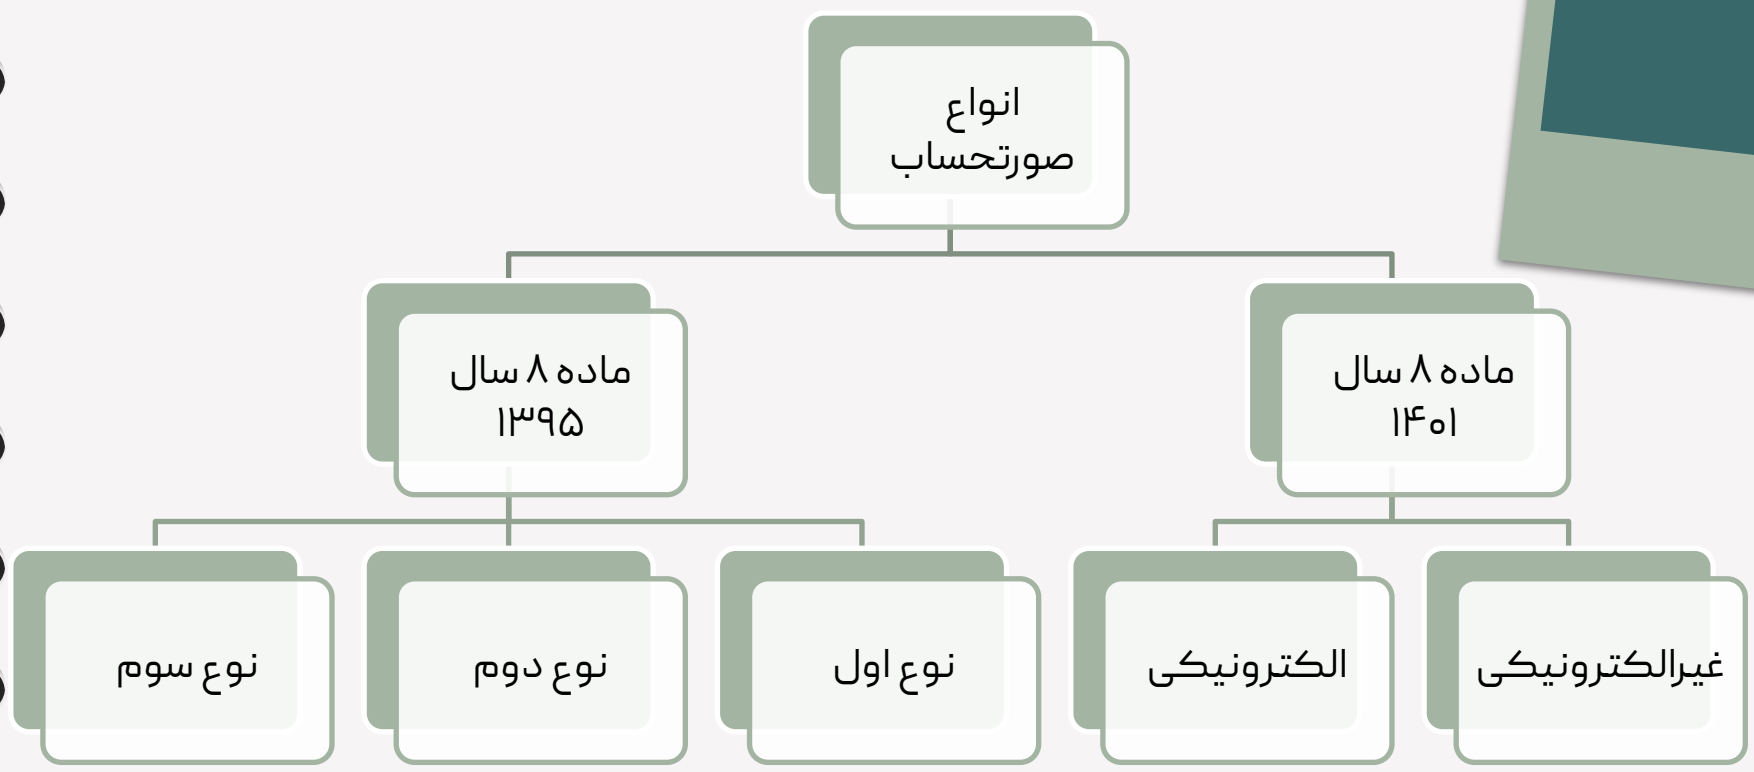 انواع
صورتحساب
ماده ۸ سال
۱۴۰۱
ماده ۸ سال
۱۳۹۵
غیرالکترونیکی
الکترونیکی
نوع اول
نوع دوم
نوع سوم